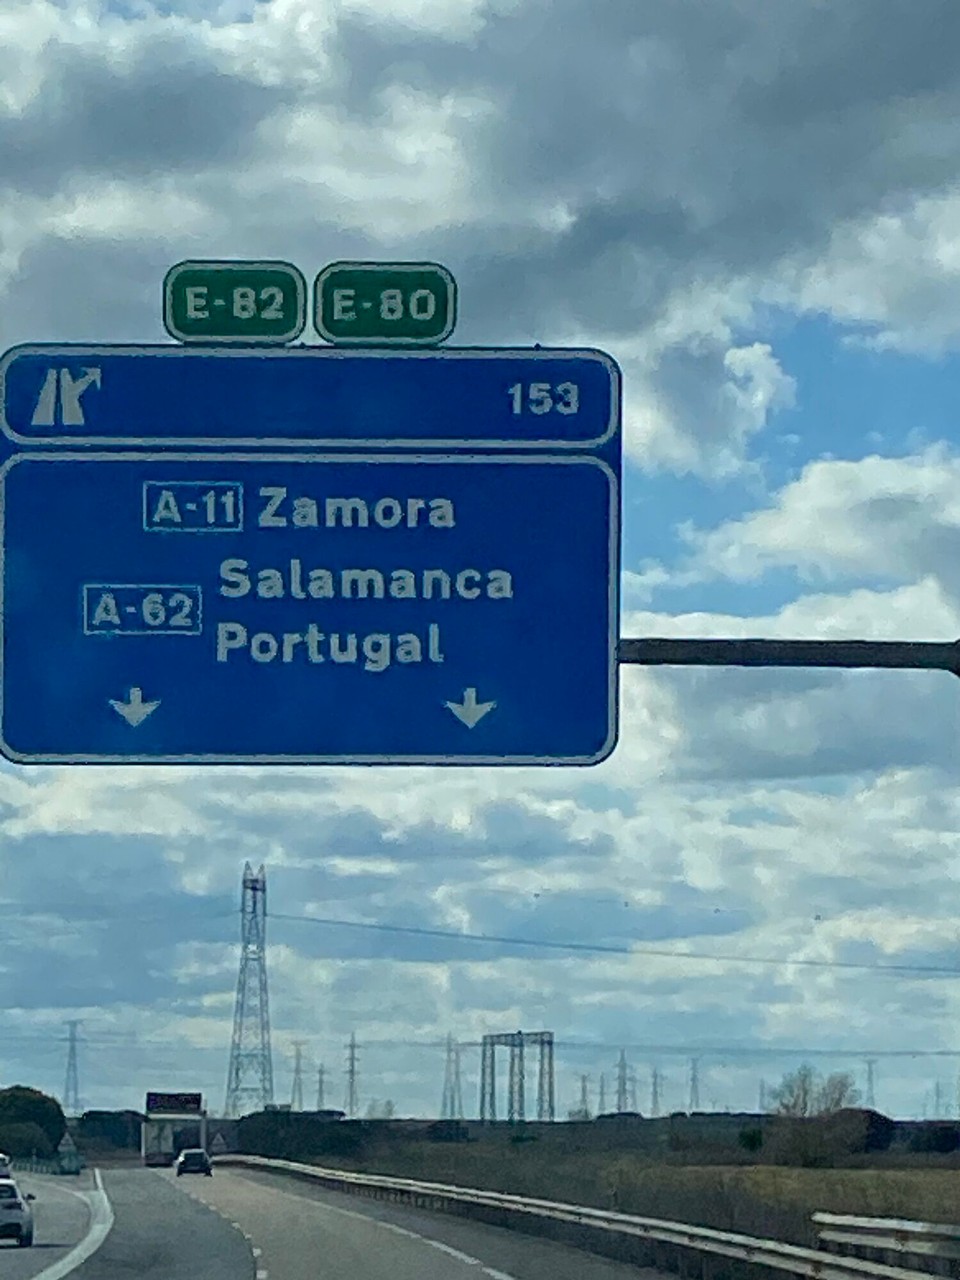 E-82 E-80
153
A-11 Zamora
A-62 Salamanca
Portugal